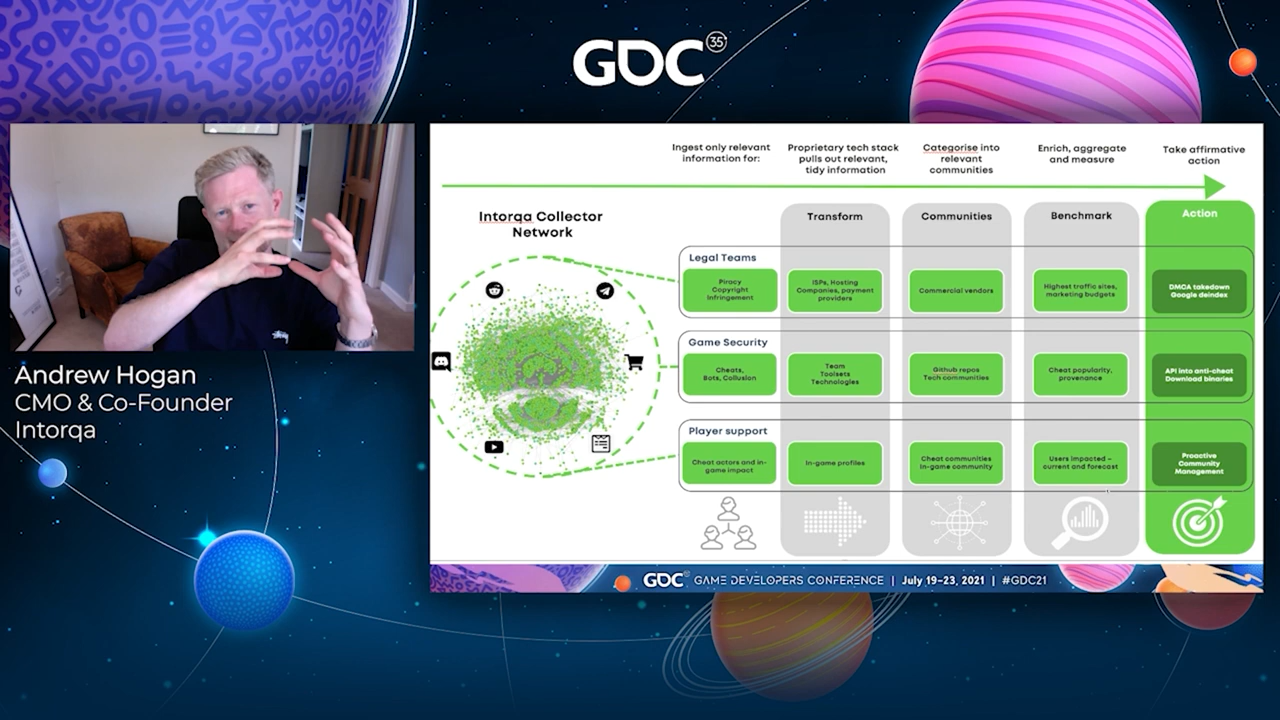 GDC 35
Andrew Hogan
CMO & Co-Founder
Intorqa
Ingest only relevant
information for:
Proprietary tech stack
pulls out relevant,
tidy information
Categorise into
relevant
communities
Enrich, aggregate
and measure
Take affirmative
action
Intorqa Collector
Network
Transform
Communities
Benchmark
Action
Legal Teams
Piracy
Copyright
Infringement
ISPs, Hosting
Companies, payment
providers
Commercial vendors
Highest traffic sites,
marketing budgets
DMCA takedown
Google deindex
Game Security
Cheats,
Bots, Collusion
Team
Toolsets
Technologies
Github repos
Tech communities
Cheat popularity,
provenance
API into anti-cheat
Download binaries
Player support
Cheat actors and in-
game impact
In-game profiles
Cheat communities
In-game community
Users impacted –
current and forecast
Proactive
Community
Management
GDC GAME DEVELOPERS CONFERENCE | July 19-23, 2021 | #GDC21